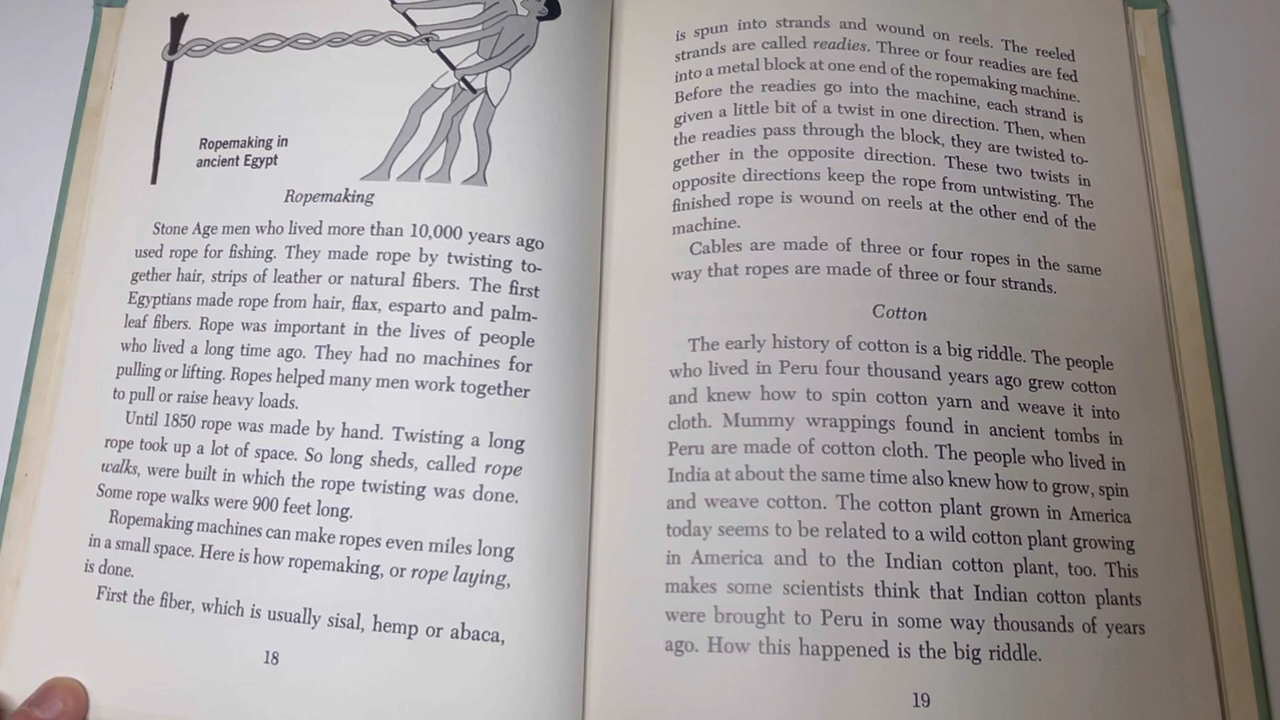 Ropemaking in
ancient Egypt
Ropemaking
Stone Age men who lived more than 10,000 years ago
used rope for fishing. They made rope by twisting to-
gether hair, strips of leather or natural fibers. The first
Egyptians made rope from hair, flax, esparto and palm-
leaf fibers. Rope was important in the lives of people
who lived a long time ago. They had no machines for
pulling or lifting. Ropes helped many men work together
to pull or raise heavy loads.
Until 1850 rope was made by hand. Twisting a long
rope took up a lot of space. So long sheds, called rope
walks, were built in which the rope twisting was done.
Some rope walks were 900 feet long.
Ropemaking machines can make ropes even miles long
in a small space. Here is how ropemaking, or rope laying,
is done.
First the fiber, which is usually sisal, hemp or abaca,
18
is spun into strands and wound on reels. The reeled
strands are called readies. Three or four readies are fed
into a metal block at one end of the ropemaking machine.
Before the readies go into the machine, each strand is
given a little bit of a twist in one direction. Then, when
the readies pass through the block, they are twisted to-
gether in the opposite direction. These two twists in
opposite directions keep the rope from untwisting. The
finished rope is wound on reels at the other end of the
machine.
Cables are made of three or four ropes in the same
way that ropes are made of three or four strands.
Cotton
The early history of cotton is a big riddle. The people
who lived in Peru four thousand years ago grew cotton
and knew how to spin cotton yarn and weave it into
cloth. Mummy wrappings found in ancient tombs in
Peru are made of cotton cloth. The people who lived in
India at about the same time also knew how to grow, spin
and weave cotton. The cotton plant grown in America
today seems to be related to a wild cotton plant growing
in America and to the Indian cotton plant, too. This
makes some scientists think that Indian cotton plants
were brought to Peru in some way thousands of years
ago. How this happened is the big riddle.
19